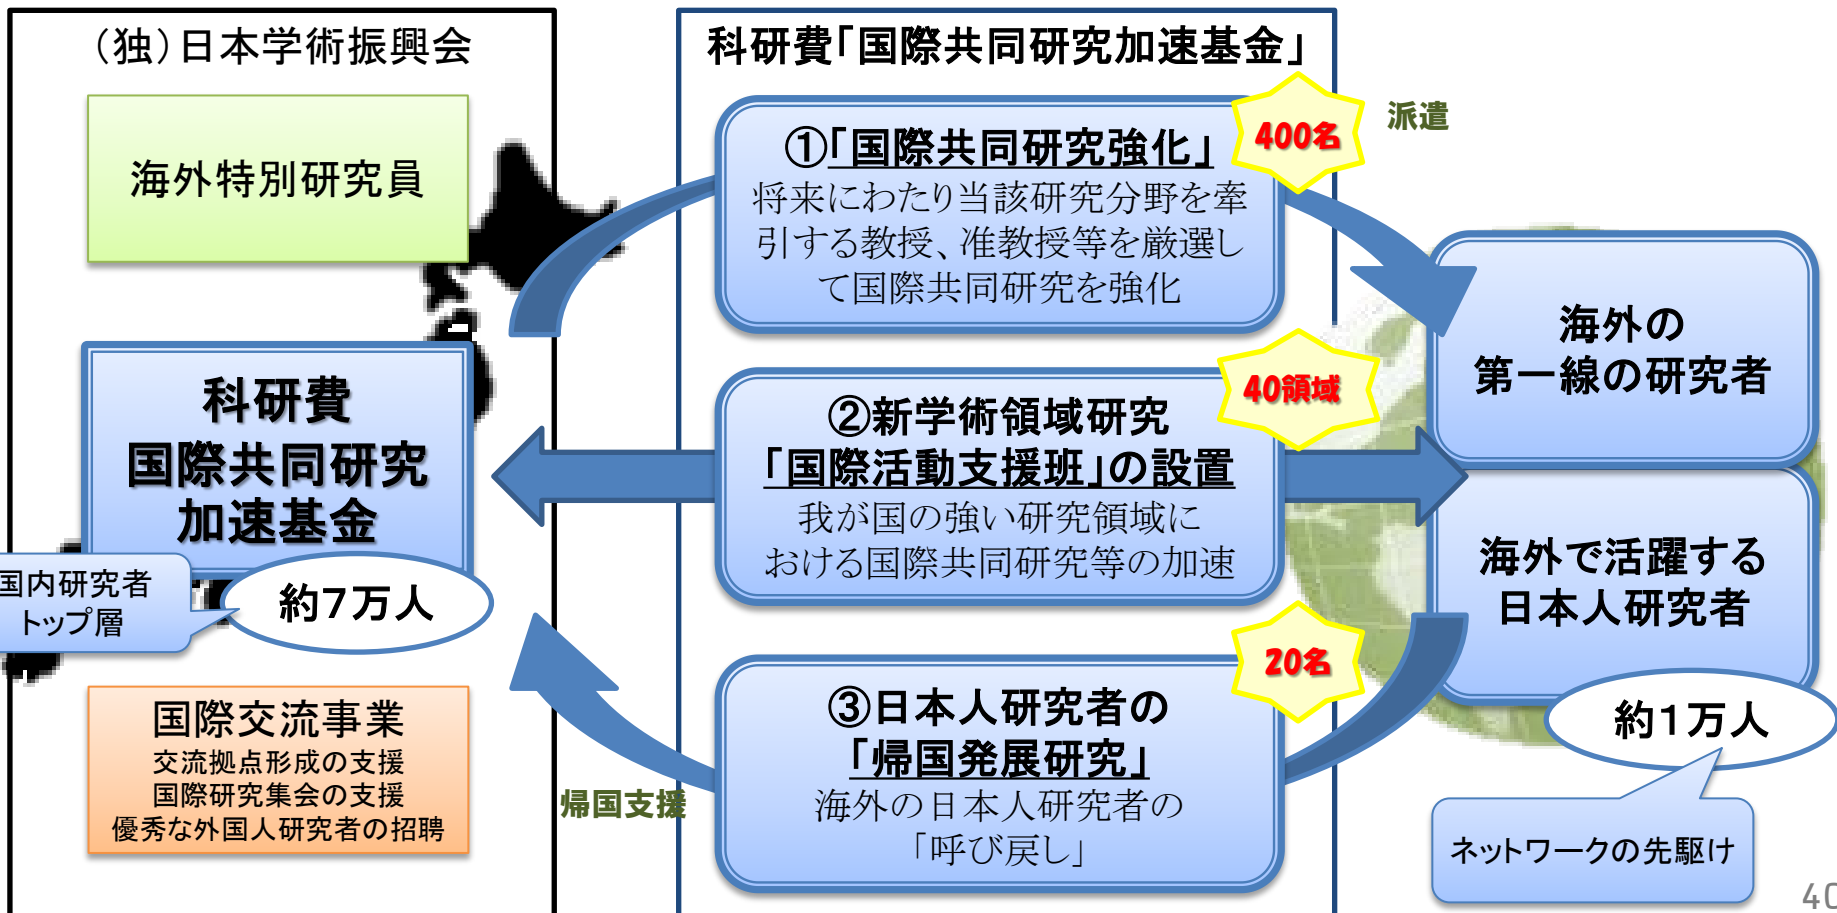 （独）日本学術振興会
海外特別研究員
科研費
国際共同研究
加速基金
国内研究者
トップ層
約７万人
国際交流事業
交流拠点形成の支援
国際研究集会の支援
優秀な外国人研究者の招聘
科研費「国際共同研究加速基金」
①「国際共同研究強化」
将来にわたり当該研究分野を牽
引する教授、准教授等を厳選し
て国際共同研究を強化
400名
派遣
②新学術領域研究
「国際活動支援班」の設置
我が国の強い研究領域に
おける国際共同研究等の加速
40領域
③日本人研究者の
「帰国発展研究」
海外の日本人研究者の
「呼び戻し」
20名
帰国支援
海外の
第一線の研究者
海外で活躍する
日本人研究者
約１万人
ネットワークの先駆け
40